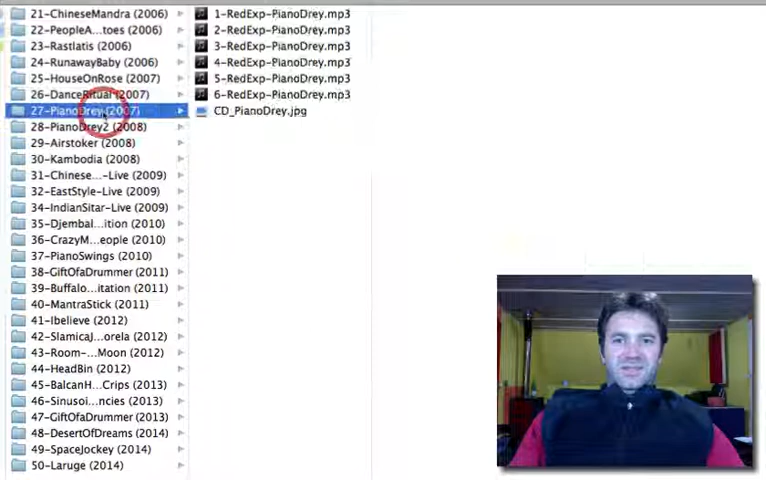 21-ChineseMandra (2006)
22-PeopleA...toes (2006)
23-Rastlatis (2006)
24-RunawayBaby (2006)
25-HouseOnRose (2007)
26-DanceRitual (2007)
27-PianoDrey (2007)
28-PianoDrey2 (2008)
29-Airstoker (2008)
30-Kambodia (2008)
31-Chinese...-Live (2009)
32-EastStyle-Live (2009)
34-IndianSitar-Live (2009)
35-Djembal...ition (2010)
36-CrazyM...eople (2010)
37-PianoSwings (2010)
38-GiftOfaDrummer (2011)
39-Buffalo...itation (2011)
40-MantraStick (2011)
41-Ibelieve (2012)
42-SlamicaJ...orela (2012)
43-Room-...Moon (2012)
44-HeadBin (2012)
45-BalcanH...Crips (2013)
46-Sinusoi...ncies (2013)
47-GiftOfaDrummer (2013)
48-DesertOfDreams (2014)
49-SpaceJockey (2014)
50-Laruge (2014)
1-RedExp-PianoDrey.mp3
2-RedExp-PianoDrey.mp3
3-RedExp-PianoDrey.mp3
4-RedExp-PianoDrey.mp3
5-RedExp-PianoDrey.mp3
6-RedExp-PianoDrey.mp3
CD_PianoDrey.jpg